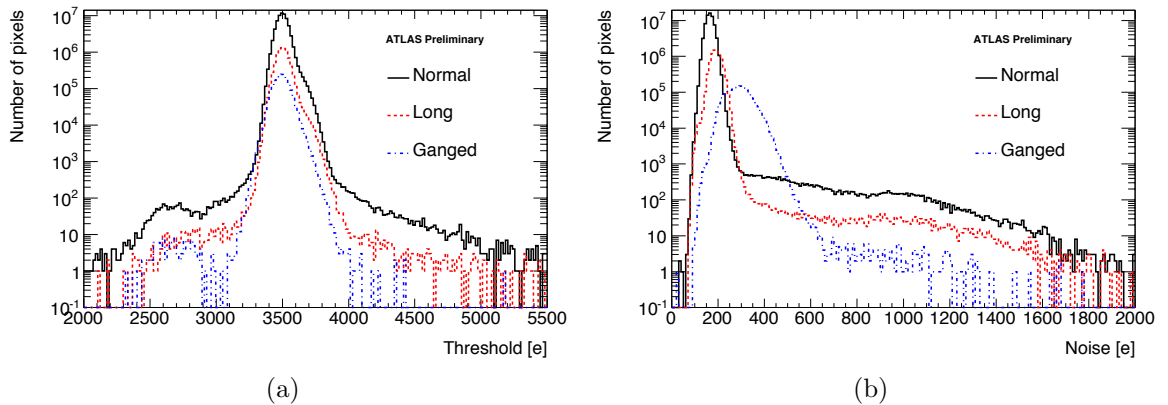 Number of pixels
10^7
10^6
10^5
10^4
10^3
10^2
10
1
10^-1
ATLAS Preliminary
Normal
Long
Ganged
2000 2500 3000 3500 4000 4500 5000 5500
Threshold [e]
(a)
Number of pixels
10^7
10^6
10^5
10^4
10^3
10^2
10
1
10^-1
ATLAS Preliminary
Normal
Long
Ganged
0 200 400 600 800 1000 1200 1400 1600 1800 2000
Noise [e]
(b)